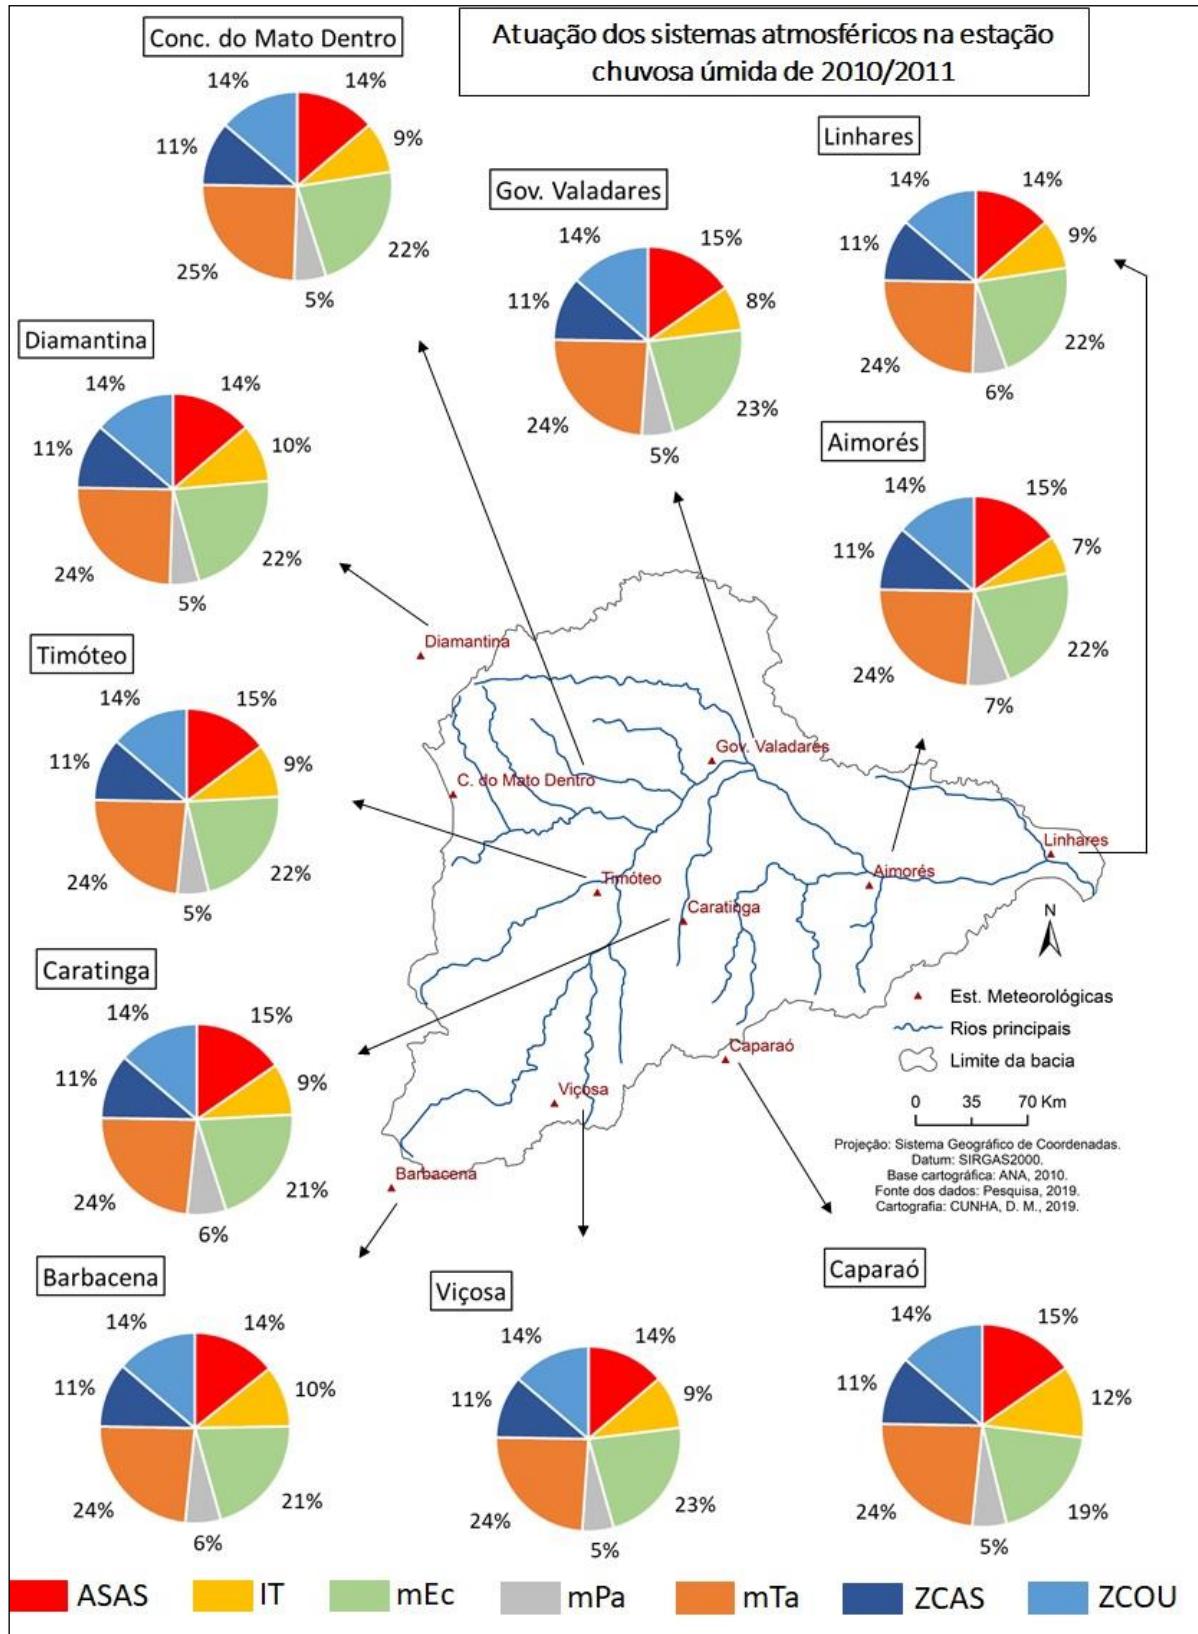 Atuação dos sistemas atmosféricos na estação
chuvosa úmida de 2010/2011
Conc. do Mato Dentro
14%
14%
11%
9%
25%
22%
5%
Gov. Valadares
14%
15%
11%
8%
24%
23%
5%
Linhares
14%
14%
11%
9%
24%
22%
6%
Diamantina
14%
14%
11%
10%
24%
22%
5%
Aimorés
14%
15%
11%
7%
24%
22%
7%
Timóteo
14%
15%
11%
9%
24%
22%
5%
Caratinga
14%
15%
11%
9%
24%
21%
6%
Diamantina
Gov. Valadares
C. do Mato Dentro
Linhares
Timóteo
Aimorés
Caratinga
Caparaó
Viçosa
Barbacena
N
Est. Meteorológicas
Rios principais
Limite da bacia
0 35 70 Km
Projeção: Sistema Geográfico de Coordenadas.
Datum: SIRGAS2000.
Base cartográfica: ANA, 2010.
Fonte dos dados: Pesquisa, 2019.
Cartografia: CUNHA, D. M., 2019.
Barbacena
14%
14%
11%
10%
24%
21%
6%
Viçosa
14%
14%
11%
9%
24%
23%
5%
Caparaó
14%
15%
11%
12%
24%
19%
5%
ASAS IT mEc mPa mTa ZCAS ZCOU